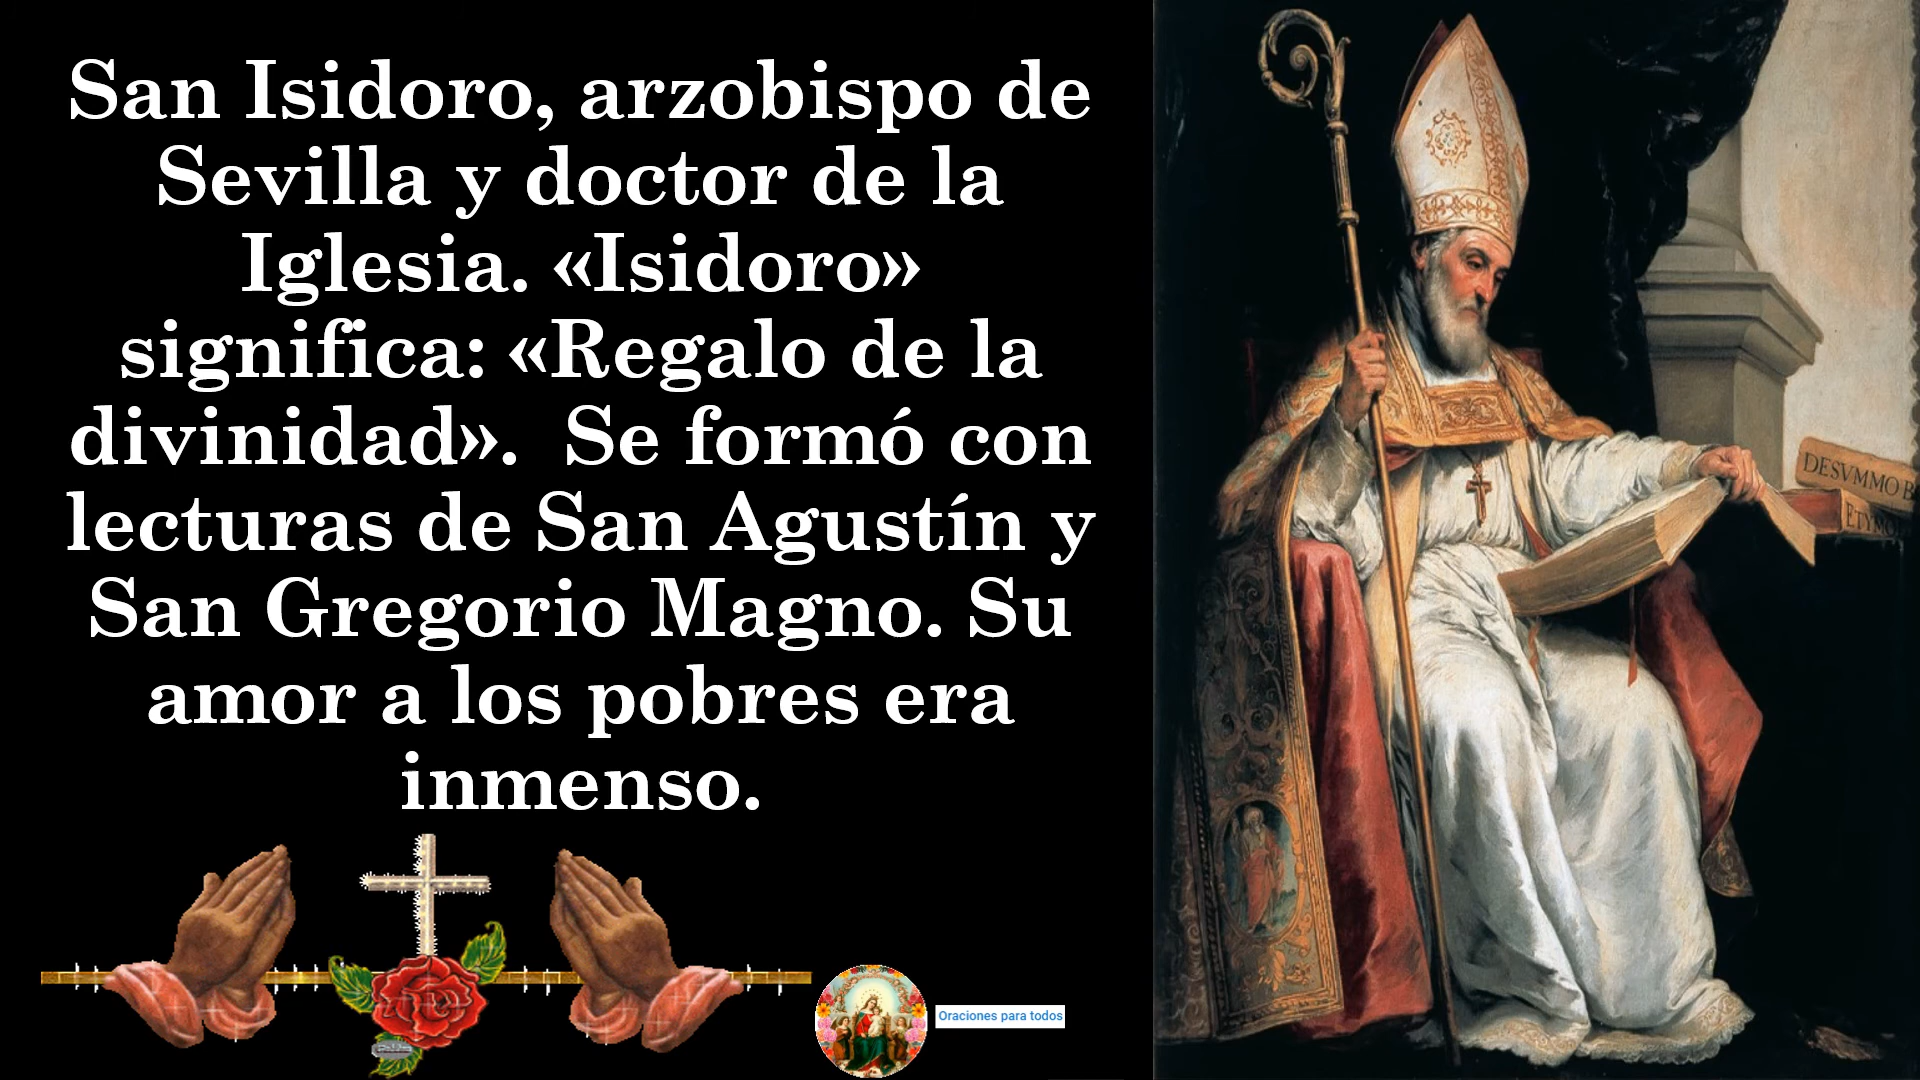 San Isidoro, arzobispo de
Sevilla y doctor de la
Iglesia. «Isidoro»
significa: «Regalo de la
divinidad».  Se formó con
lecturas de San Agustín y
San Gregorio Magno. Su
amor a los pobres era
inmenso.
DESVMMO B
Oraciones para todos